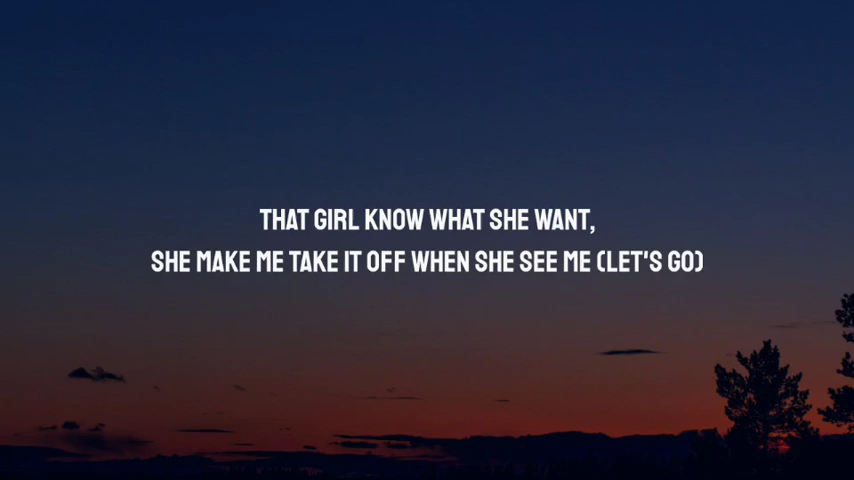 THAT GIRL KNOW WHAT SHE WANT,
SHE MAKE ME TAKE IT OFF WHEN SHE SEE ME (LET'S GO)